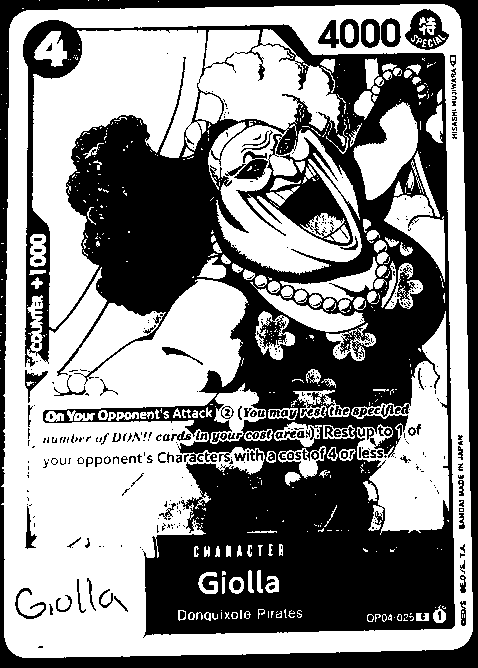 4
4000
特
SPECIAL
HISASHI MUJIWARA
COUNTER +1000
On Your Opponent's Attack ② (You may rest the specified
number of DON!! cards in your cost area.): Rest up to 1 of
your opponent's Characters with a cost of 4 or less.
CHARACTER
Giolla
Donquixote Pirates
OP04-025 C 1
BANDAI MADE IN JAPAN
Giolla